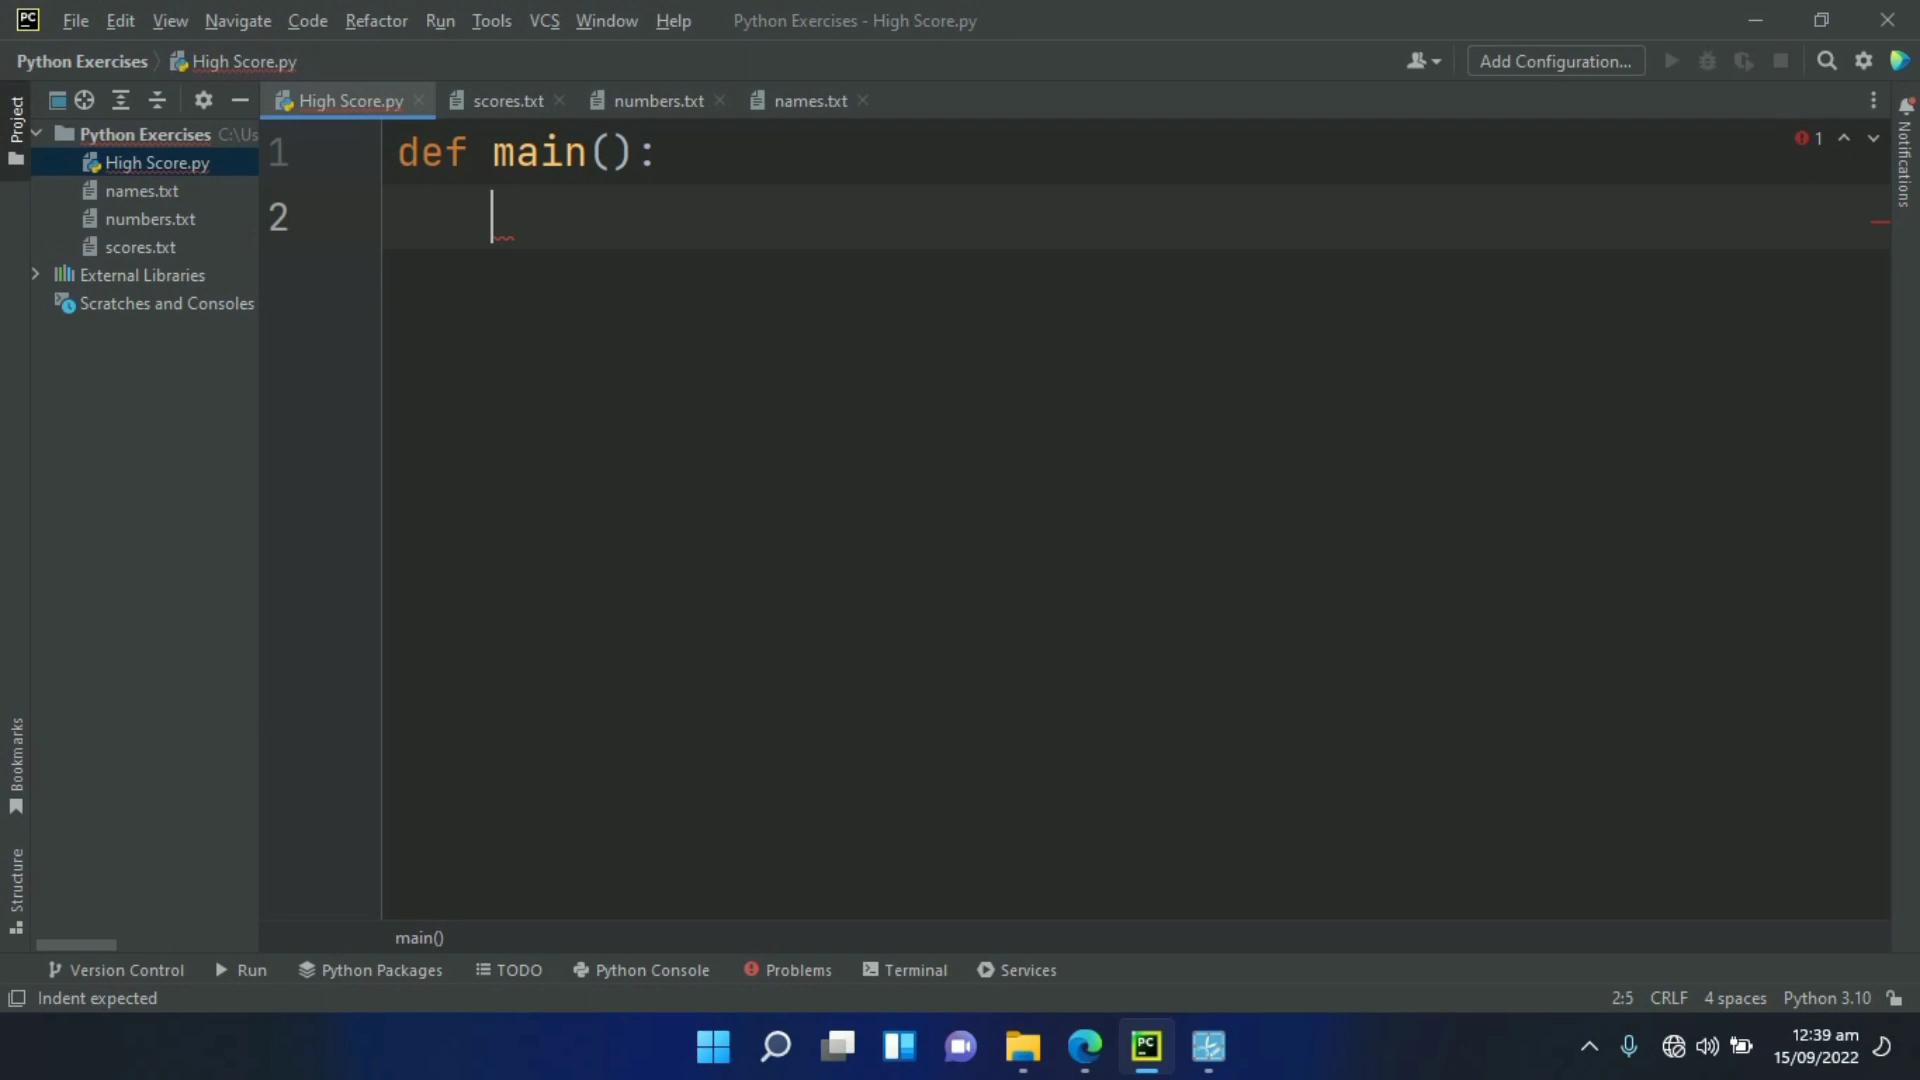 PC File Edit View Navigate Code Refactor Run Tools VCS Window Help Python Exercises - High Score.py
Python Exercises High Score.py Add Configuration...
Project High Score.py scores.txt numbers.txt names.txt
Python Exercises C:\Us
High Score.py
names.txt
numbers.txt
scores.txt
External Libraries
Scratches and Consoles
1 def main():
2
1
Notifications
Bookmarks
Structure
main()
Version Control Run Python Packages TODO Python Console Problems Terminal Services
Indent expected 2:5 CRLF 4 spaces Python 3.10
PC
12:39 am
15/09/2022